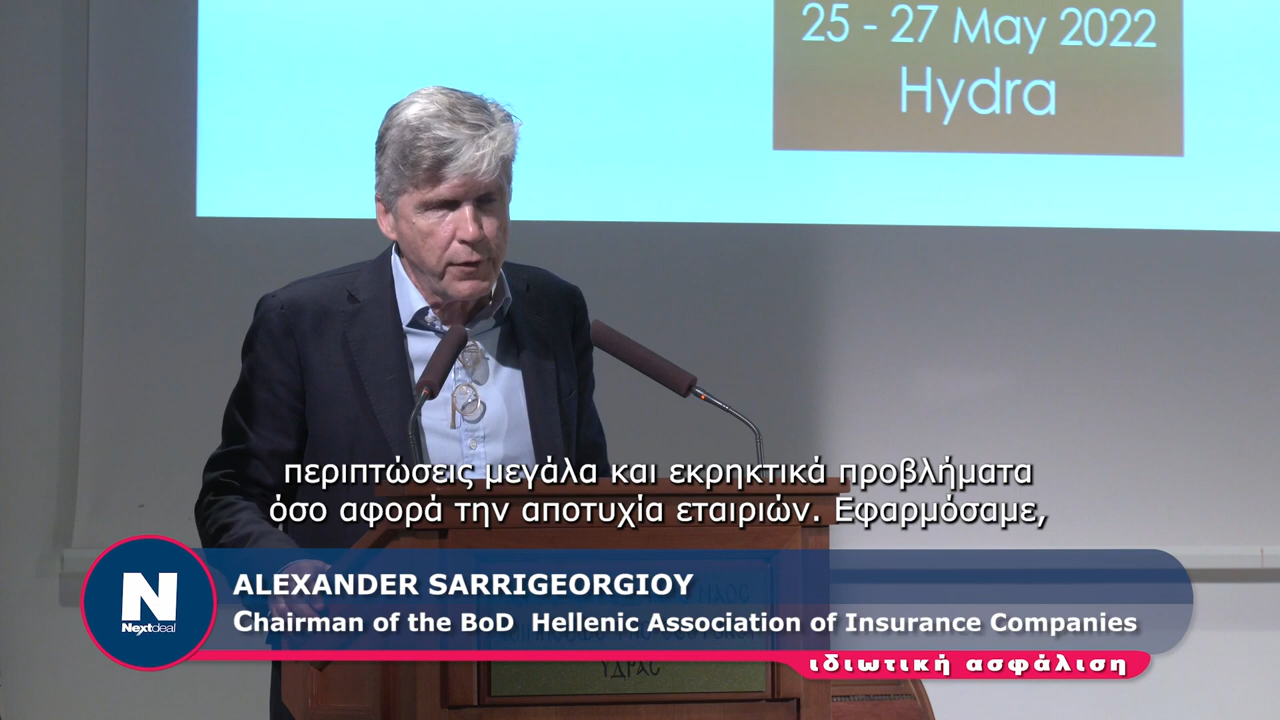 25 - 27 May 2022
Hydra
περιπτώσεις μεγάλα και εκρηκτικά προβλήματα
όσο αφορά την αποτυχία εταιριών. Εφαρμόσαμε,
N
Nextdeal
ALEXANDER SARRIGEORGIOY
Chairman of the BoD Hellenic Association of Insurance Companies
ιδιωτική ασφάλιση
ΥΔΡΑΣ